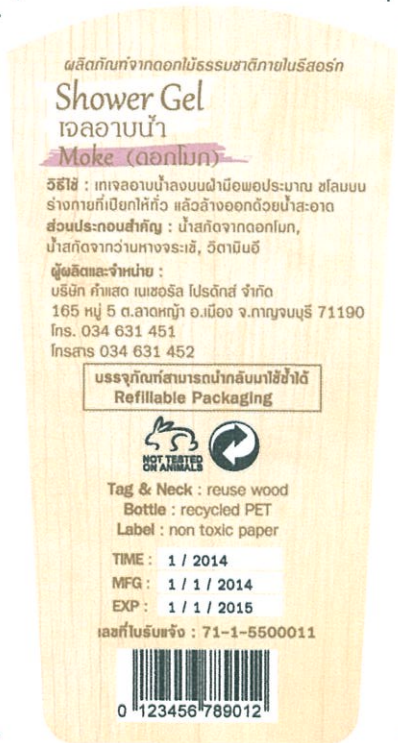 ผลิตภัณฑ์จากดอกไม้ธรรมชาติภายในรีสอร์ท
Shower Gel
เจลอาบน้ำ
Moke (ดอกโมก)
วิธีใช้ : เทเจลอาบน้ำลงบนฝ่ามือพอประมาณ ชโลมบน
ร่างกายที่เปียกให้ทั่ว แล้วล้างออกด้วยน้ำสะอาด
ส่วนประกอบสำคัญ : น้ำสกัดจากดอกโมก,
น้ำสกัดจากว่านหางจระเข้, วิตามินอี
ผู้ผลิตและจำหน่าย :
บริษัท คำแสด เนเชอรัล โปรดักส์ จำกัด
165 หมู่ 5 ต.ลาดหญ้า อ.เมือง จ.กาญจนบุรี 71190
โทร. 034 631 451
โทรสาร 034 631 452
บรรจุภัณฑ์สามารถนำกลับมาใช้ซ้ำได้
Refillable Packaging
NOT TESTED
ON ANIMALS
Tag & Neck : reuse wood
Bottle : recycled PET
Label : non toxic paper
TIME : 1 / 2014
MFG : 1 / 1 / 2014
EXP : 1 / 1 / 2015
เลขที่ใบรับแจ้ง : 71-1-5500011
0 123456 789012